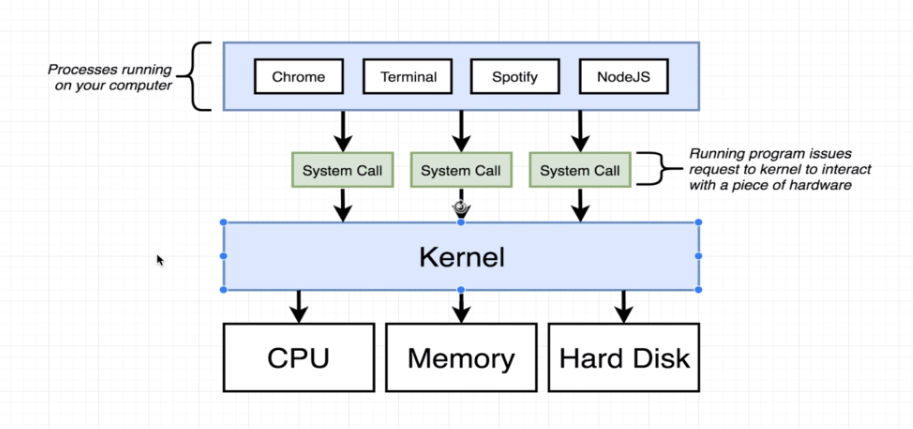 Processes running
on your computer
Chrome
Terminal
Spotify
NodeJS
System Call
System Call
System Call
Running program issues
request to kernel to interact
with a piece of hardware
Kernel
CPU
Memory
Hard Disk